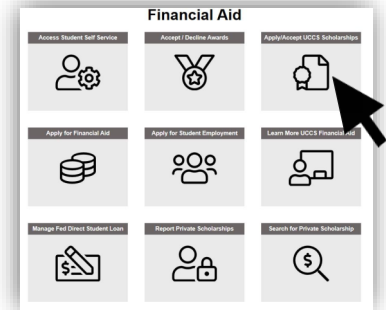 Financial Aid
Access Student Self Service
Accept / Decline Awards
Apply/Accept UCCS Scholarships
Apply for Financial Aid
Apply for Student Employment
Learn More UCCS Financial Aid
Manage Fed Direct Student Loan
Report Private Scholarships
Search for Private Scholarship